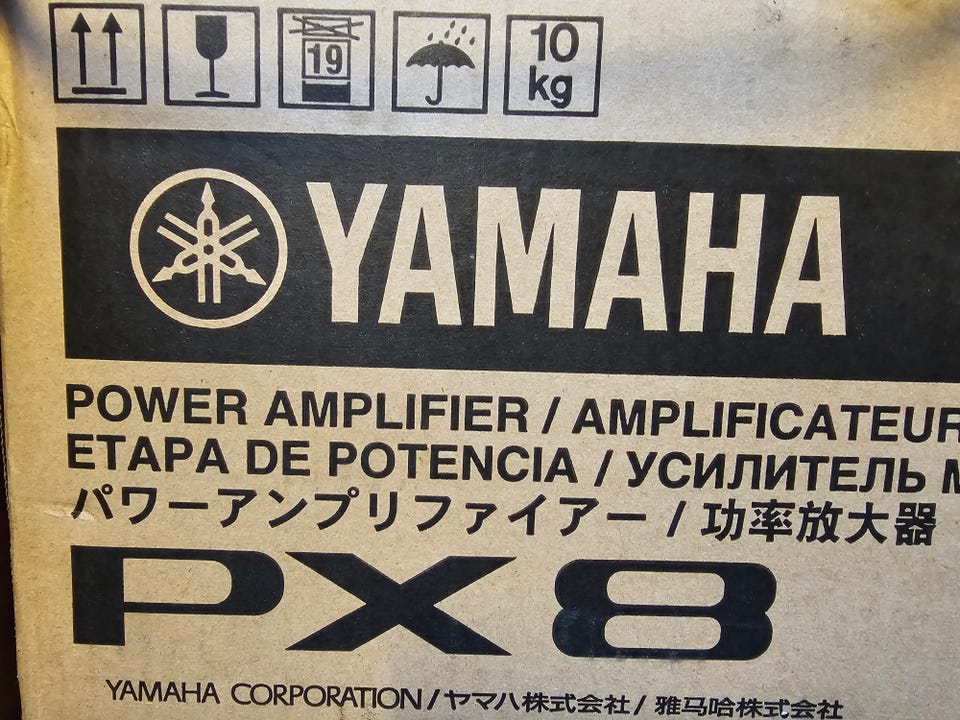 19
10
kg
YAMAHA
POWER AMPLIFIER / AMPLIFICATEUR
ETAPA DE POTENCIA / УСИЛИТЕЛЬ
パワーアンプリファイアー / 功率放大器
PX8
YAMAHA CORPORATION / ヤマハ株式会社 / 雅马哈株式会社